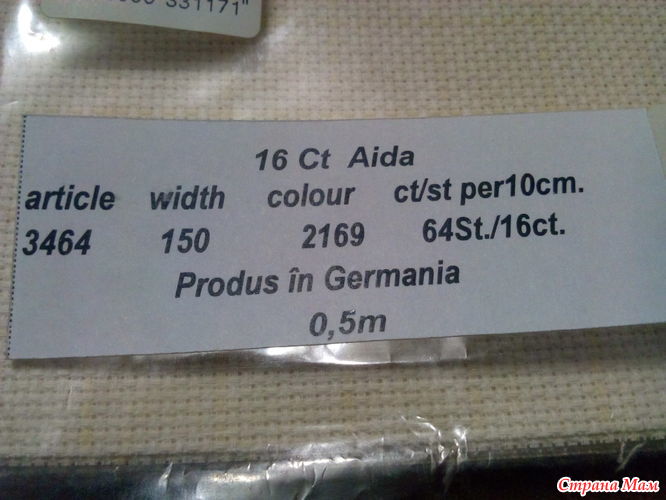 331171"
16 Ct Aida
article width colour ct/st per10cm.
3464 150 2169 64St./16ct.
Produs în Germania
0,5m
Страна Мам